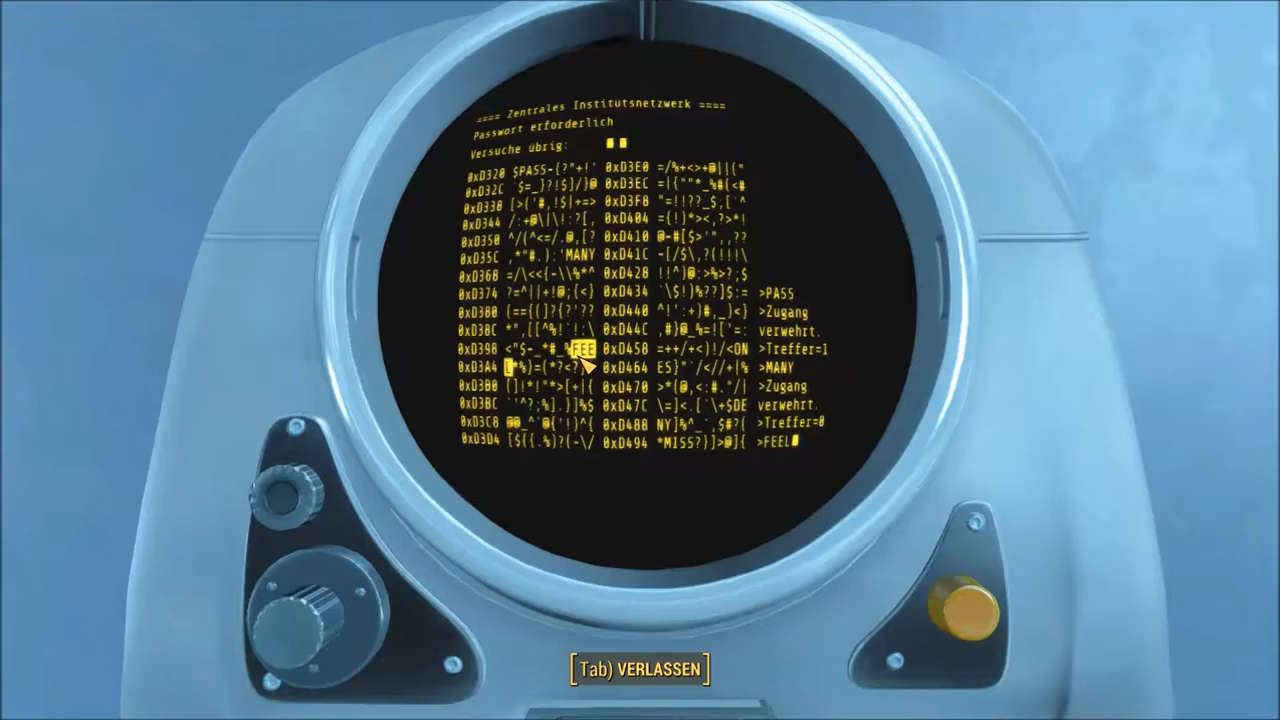 ==== Zentrales Institutsnetzwerk ====
Passwort erforderlich
Versuche übrig:
0xD320 $PASS-{?"+!' 0xD3E0 =/%+<>+@||("
0xD32C `$=_}?!$]/}@ 0xD3EC =|{""*_%#(<#
0xD338 [>('#,!$|+=> 0xD3F8 "=!!??_$;[`^
0xD344 /:+@\|\!:?[, 0xD404 ={!)*><,?>*!
0xD350 ^/(^<=/.@,[? 0xD410 @-#[$>'",,??
0xD35C ,*"#.):'MANY 0xD41C -[/$\,?(!!!\
0xD368 =/\<<{-\\%*^ 0xD428 !!^)@:>%>?;$
0xD374 ?=^||+!@;{<} 0xD434 `\$!)%??]$:= >PASS
0xD380 (=={(]?{?'?? 0xD440 ^!':+)#,_)<} >Zugang
0xD38C *",[[^%!`!:\ 0xD44C ,#}@_%=!['=: verwehrt.
0xD398 <"$-_*#_%FEE 0xD458 =++/+<)!/<ON >Treffer=1
0xD3A4 L*%}=(*?<?) 0xD464 ES}"`/<//+|% >MANY
0xD3B0 []!*!"*>[+|{ 0xD470 >*(@,<:#."/| >Zugang
0xD3BC `'^?;%].}]%$ 0xD47C \=]<.[`\+$DE verwehrt.
0xD3C8 @@_^`@{'!)^{ 0xD488 NY]%^_`,$#?( >Treffer=0
0xD3D4 [$({.%)?(-\/ 0xD494 *MISS?)]>@]{ >FEEL
Tab) VERLASSEN